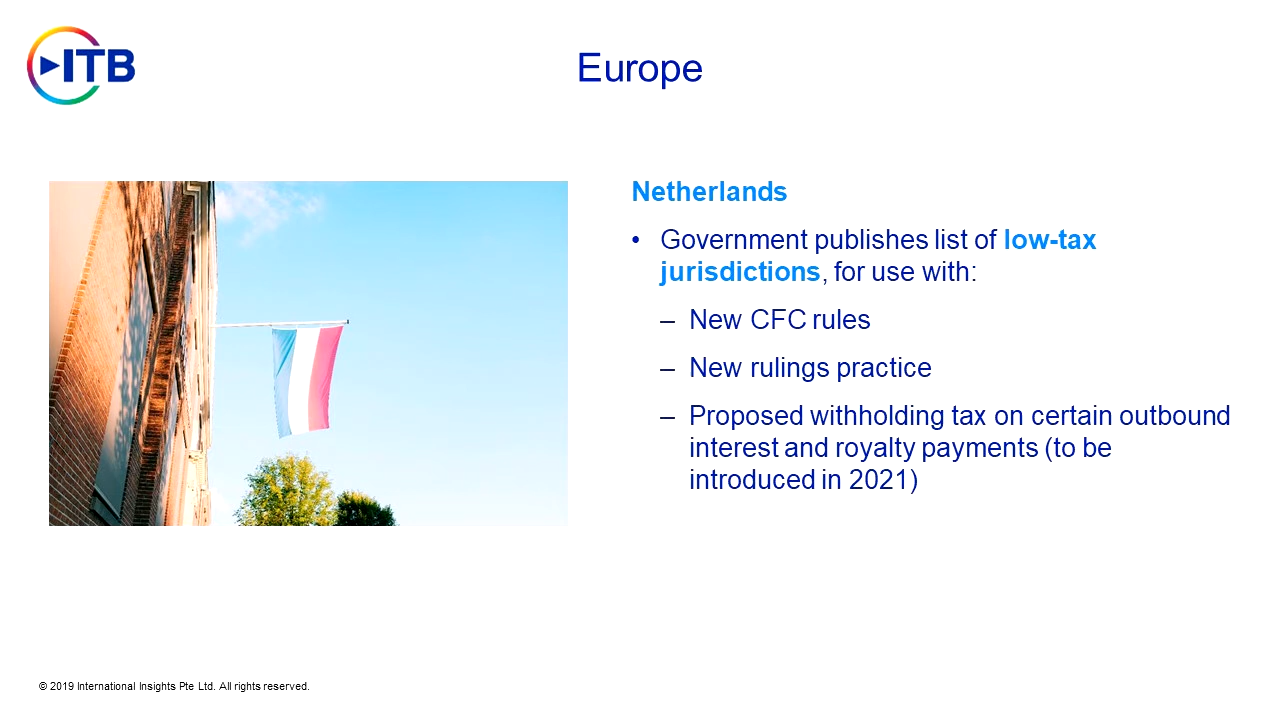 ITB
Europe
Netherlands
• Government publishes list of low-tax
jurisdictions, for use with:
– New CFC rules
– New rulings practice
– Proposed withholding tax on certain outbound
interest and royalty payments (to be
introduced in 2021)
© 2019 International Insights Pte Ltd. All rights reserved.